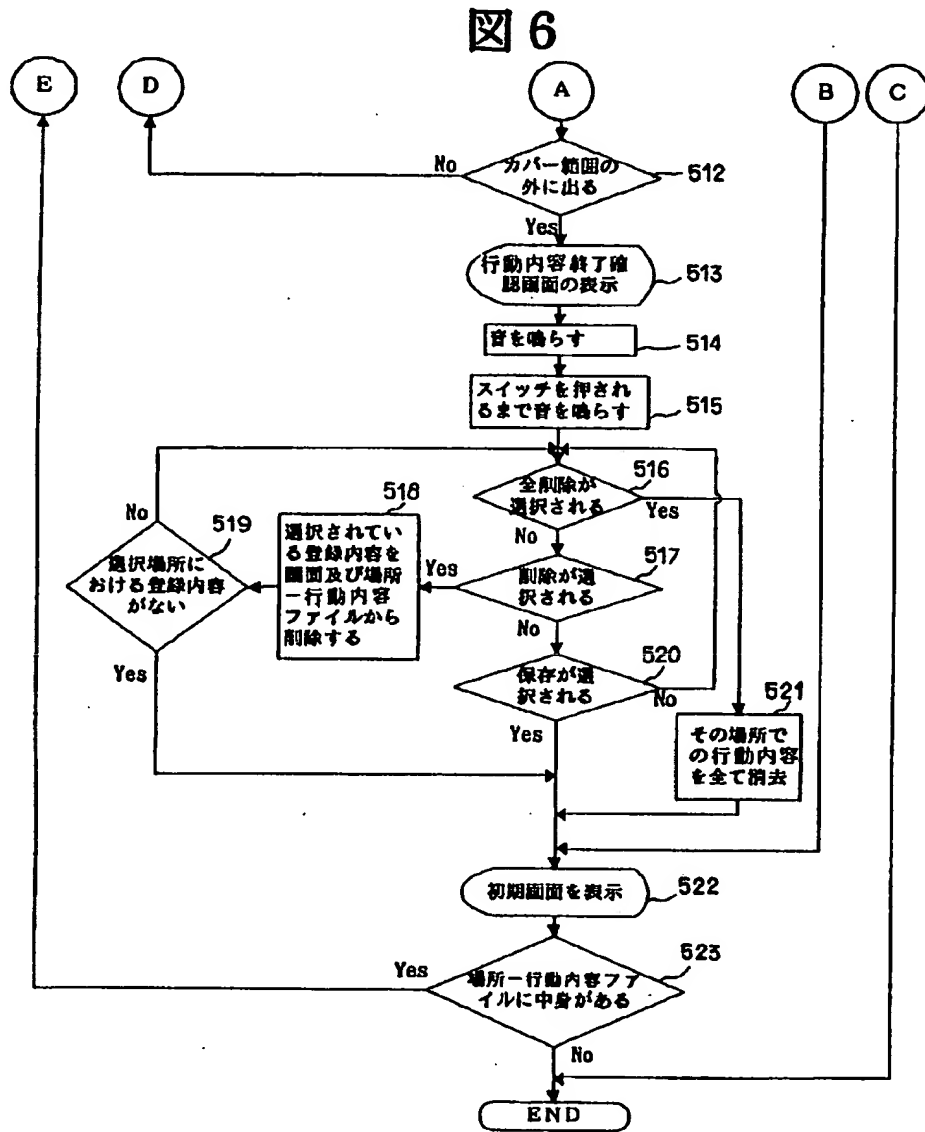 図 6
E
D
A
B
C
No
カバー範囲の
外に出る
512
Yes
行動内容終了確
認画面の表示
513
音を鳴らす
514
スイッチを押され
るまで音を鳴らす
515
全削除が
選択される
516
Yes
No
518
選択されてい
る登録内容を
画面及び場所
ー行動内容
ファイルから
削除する
519
No
選択場所に
おける登録内容
がない
Yes
Yes
削除が選
択される
517
No
保存が選
択される
520
No
Yes
521
その場所で
の行動内容
を全て消去
初期画面を表示
522
Yes
場所ー行動内容ファ
イルに中身がある
523
No
END